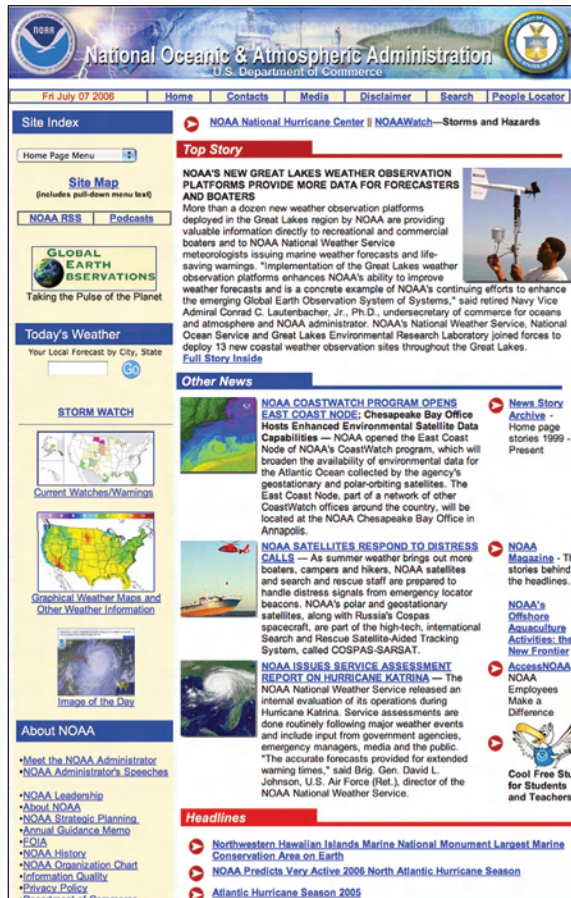 NOAA
National Oceanic & Atmospheric Administration
U.S. Department of Commerce
Fri July 07 2006
Home
Contacts
Media
Disclaimer
Search
People Locator
Site Index
Home Page Menu
Site Map
(includes pull-down menu text)
NOAA RSS
Podcasts
GLOBAL
EARTH
OBSERVATIONS
Taking the Pulse of the Planet
Today's Weather
Your Local Forecast by City, State
Go
STORM WATCH
Current Watches/Warnings
Graphical Weather Maps and
Other Weather Information
Image of the Day
About NOAA
•Meet the NOAA Administrator
•NOAA Administrator's Speeches
•NOAA Leadership
•About NOAA
•NOAA Strategic Planning
•Annual Guidance Memo
•FOIA
•NOAA History
•NOAA Organization Chart
•Information Quality
•Privacy Policy
•Department of Commerce
NOAA National Hurricane Center || NOAAWatch—Storms and Hazards
Top Story
NOAA'S NEW GREAT LAKES WEATHER OBSERVATION
PLATFORMS PROVIDE MORE DATA FOR FORECASTERS
AND BOATERS
More than a dozen new weather observation platforms
deployed in the Great Lakes region by NOAA are providing
valuable information directly to recreational and commercial
boaters and to NOAA National Weather Service
meteorologists issuing marine weather forecasts and life-
saving warnings. "Implementation of the Great Lakes weather
observation platforms enhances NOAA's ability to improve
weather forecasts and is a concrete example of NOAA's continuing efforts to enhance
the emerging Global Earth Observation System of Systems," said retired Navy Vice
Admiral Conrad C. Lautenbacher, Jr., Ph.D., undersecretary of commerce for oceans
and atmosphere and NOAA administrator. NOAA's National Weather Service, National
Ocean Service and Great Lakes Environmental Research Laboratory joined forces to
deploy 13 new coastal weather observation sites throughout the Great Lakes.
Full Story Inside
Other News
NOAA COASTWATCH PROGRAM OPENS
EAST COAST NODE; Chesapeake Bay Office
Hosts Enhanced Environmental Satellite Data
Capabilities — NOAA opened the East Coast
Node of NOAA's CoastWatch program, which will
broaden the availability of environmental data for
the Atlantic Ocean collected by the agency's
geostationary and polar-orbiting satellites. The
East Coast Node, part of a network of other
CoastWatch offices around the country, will be
located at the NOAA Chesapeake Bay Office in
Annapolis.
NOAA SATELLITES RESPOND TO DISTRESS
CALLS — As summer weather brings out more
boaters, campers and hikers, NOAA satellites
and search and rescue staff are prepared to
handle distress signals from emergency locator
beacons. NOAA's polar and geostationary
satellites, along with Russia's Cospas
spacecraft, are part of the high-tech, international
Search and Rescue Satellite-Aided Tracking
System, called COSPAS-SARSAT.
NOAA ISSUES SERVICE ASSESSMENT
REPORT ON HURRICANE KATRINA — The
NOAA National Weather Service released an
internal evaluation of its operations during
Hurricane Katrina. Service assessments are
done routinely following major weather events
and include input from government agencies,
emergency managers, media and the public.
"The accurate forecasts provided for extended
warning times," said Brig. Gen. David L.
Johnson, U.S. Air Force (Ret.), director of the
NOAA National Weather Service.
News Story
Archive -
Home page
stories 1999 -
Present
NOAA
Magazine - Th
stories behind
the headlines.
NOAA's
Offshore
Aquaculture
Activities: the
New Frontier
AccessNOAA
NOAA
Employees
Make a
Difference
Cool Free Stu
for Students
and Teachers
Headlines
Northwestern Hawaiian Islands Marine National Monument Largest Marine
Conservation Area on Earth
NOAA Predicts Very Active 2006 North Atlantic Hurricane Season
Atlantic Hurricane Season 2005